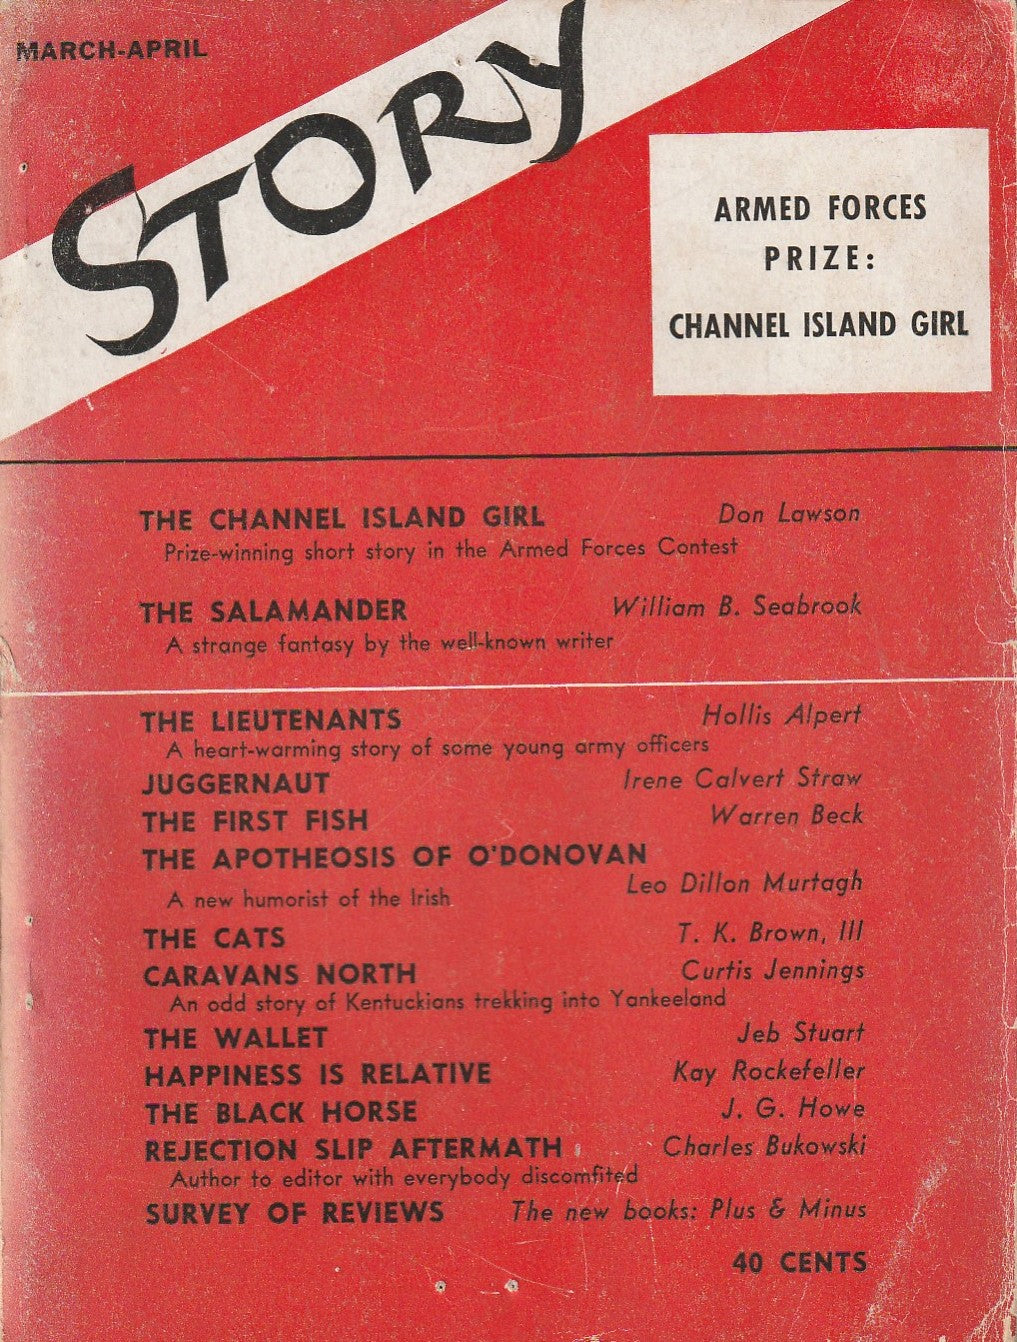 MARCH-APRIL
STORY
ARMED FORCES
PRIZE:
CHANNEL ISLAND GIRL
THE CHANNEL ISLAND GIRL Don Lawson
Prize-winning short story in the Armed Forces Contest
THE SALAMANDER William B. Seabrook
A strange fantasy by the well-known writer
THE LIEUTENANTS Hollis Alpert
A heart-warming story of some young army officers
JUGGERNAUT Irene Calvert Straw
THE FIRST FISH Warren Beck
THE APOTHEOSIS OF O'DONOVAN
Leo Dillon Murtagh
A new humorist of the Irish
THE CATS T. K. Brown, III
CARAVANS NORTH Curtis Jennings
An odd story of Kentuckians trekking into Yankeeland
THE WALLET Jeb Stuart
HAPPINESS IS RELATIVE Kay Rockefeller
THE BLACK HORSE J. G. Howe
REJECTION SLIP AFTERMATH Charles Bukowski
Author to editor with everybody discomfited
SURVEY OF REVIEWS The new books: Plus & Minus
40 CENTS